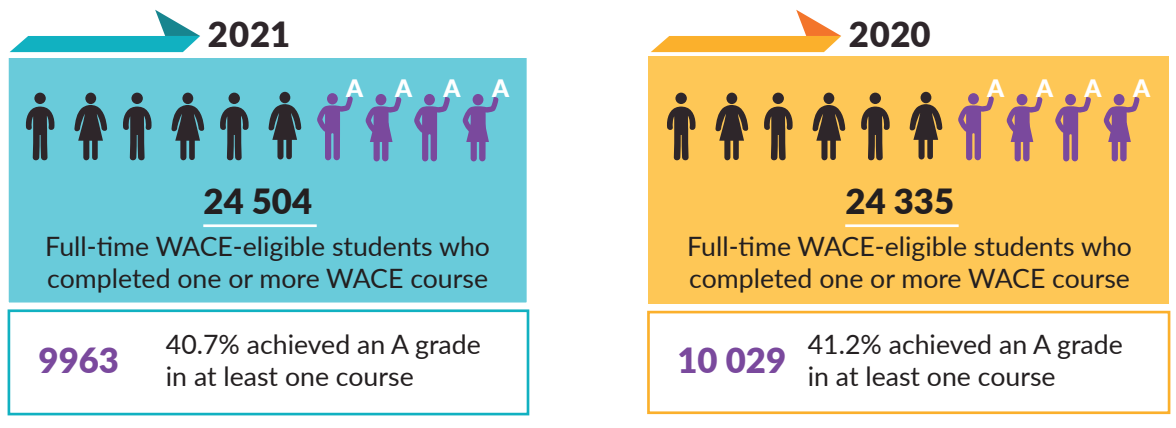 2021
A A A A
24 504
Full-time WACE-eligible students who
completed one or more WACE course
9963
40.7% achieved an A grade
in at least one course
2020
A A A A
24 335
Full-time WACE-eligible students who
completed one or more WACE course
10 029
41.2% achieved an A grade
in at least one course